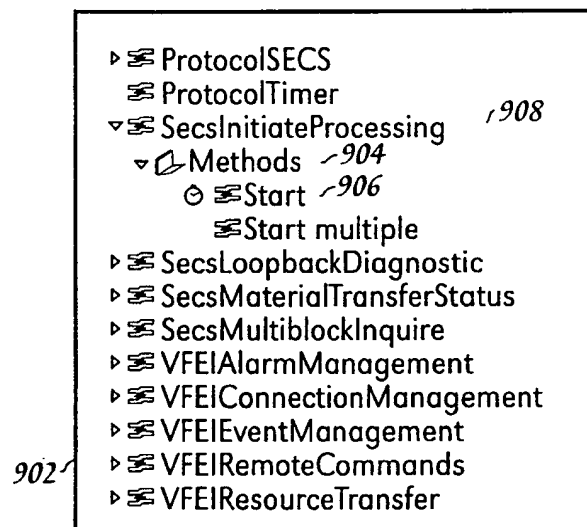 ProtocolSECS
ProtocolTimer
SecsInitiateProcessing 908
Methods 904
Start 906
Start multiple
SecsLoopbackDiagnostic
SecsMaterialTransferStatus
SecsMultiblockInquire
VFEIAlarmManagement
VFEIConnectionManagement
VFEIEventManagement
902 VFEIRemoteCommands
VFEIResourceTransfer